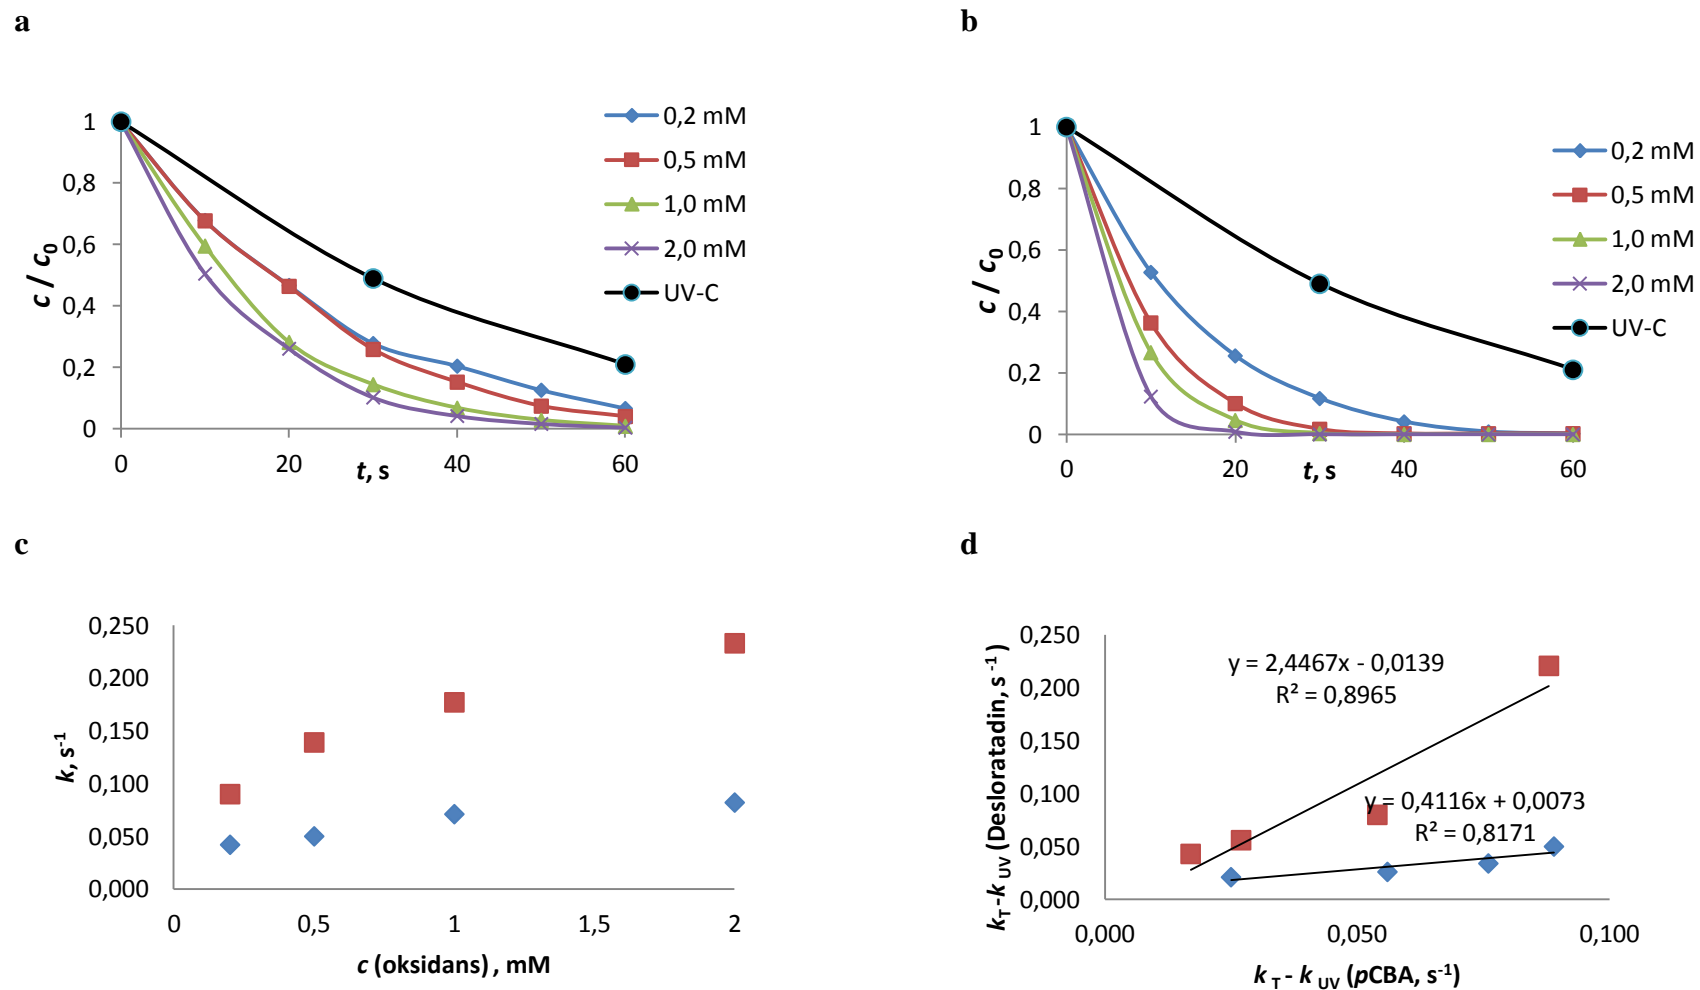 a
1
0,8
0,6
0,4
0,2
0
c / c0
0
20
40
60
t, s
0,2 mM
0,5 mM
1,0 mM
2,0 mM
UV-C
b
1
0,8
0,6
0,4
0,2
0
c / c0
0
20
40
60
t, s
0,2 mM
0,5 mM
1,0 mM
2,0 mM
UV-C
c
0,250
0,200
0,150
0,100
0,050
0,000
k, s-1
0
0,5
1
1,5
2
c (oksidans) , mM
d
0,250
0,200
0,150
0,100
0,050
0,000
kT -k UV (Desloratadin, s -1)
y = 2,4467x - 0,0139
R² = 0,8965
y = 0,4116x + 0,0073
R² = 0,8171
0,000
0,050
0,100
k T - k UV (pCBA, s-1)